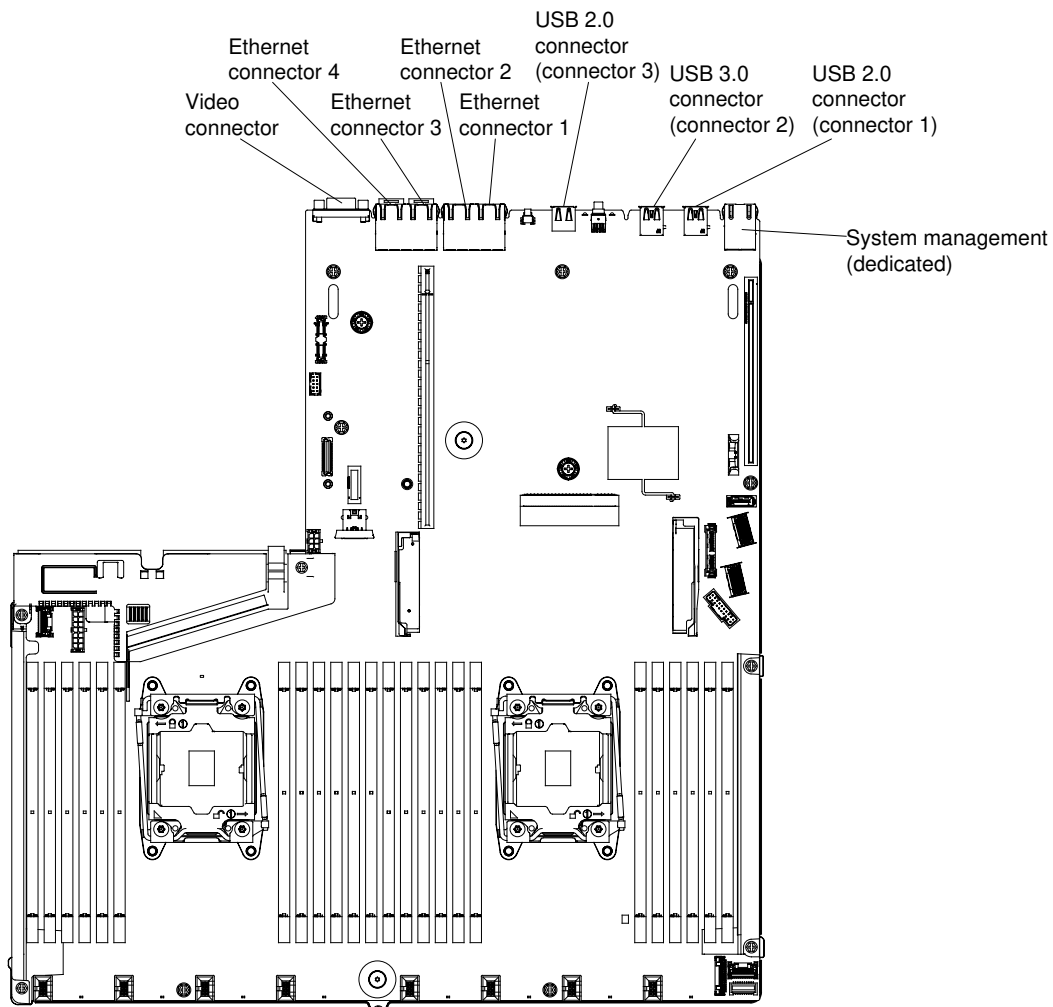 USB 2.0
connector
(connector 3)
Ethernet
connector 4
Ethernet
connector 2
USB 3.0
connector
(connector 2)
USB 2.0
connector
(connector 1)
Video
connector
Ethernet
connector 3
Ethernet
connector 1
System management
(dedicated)